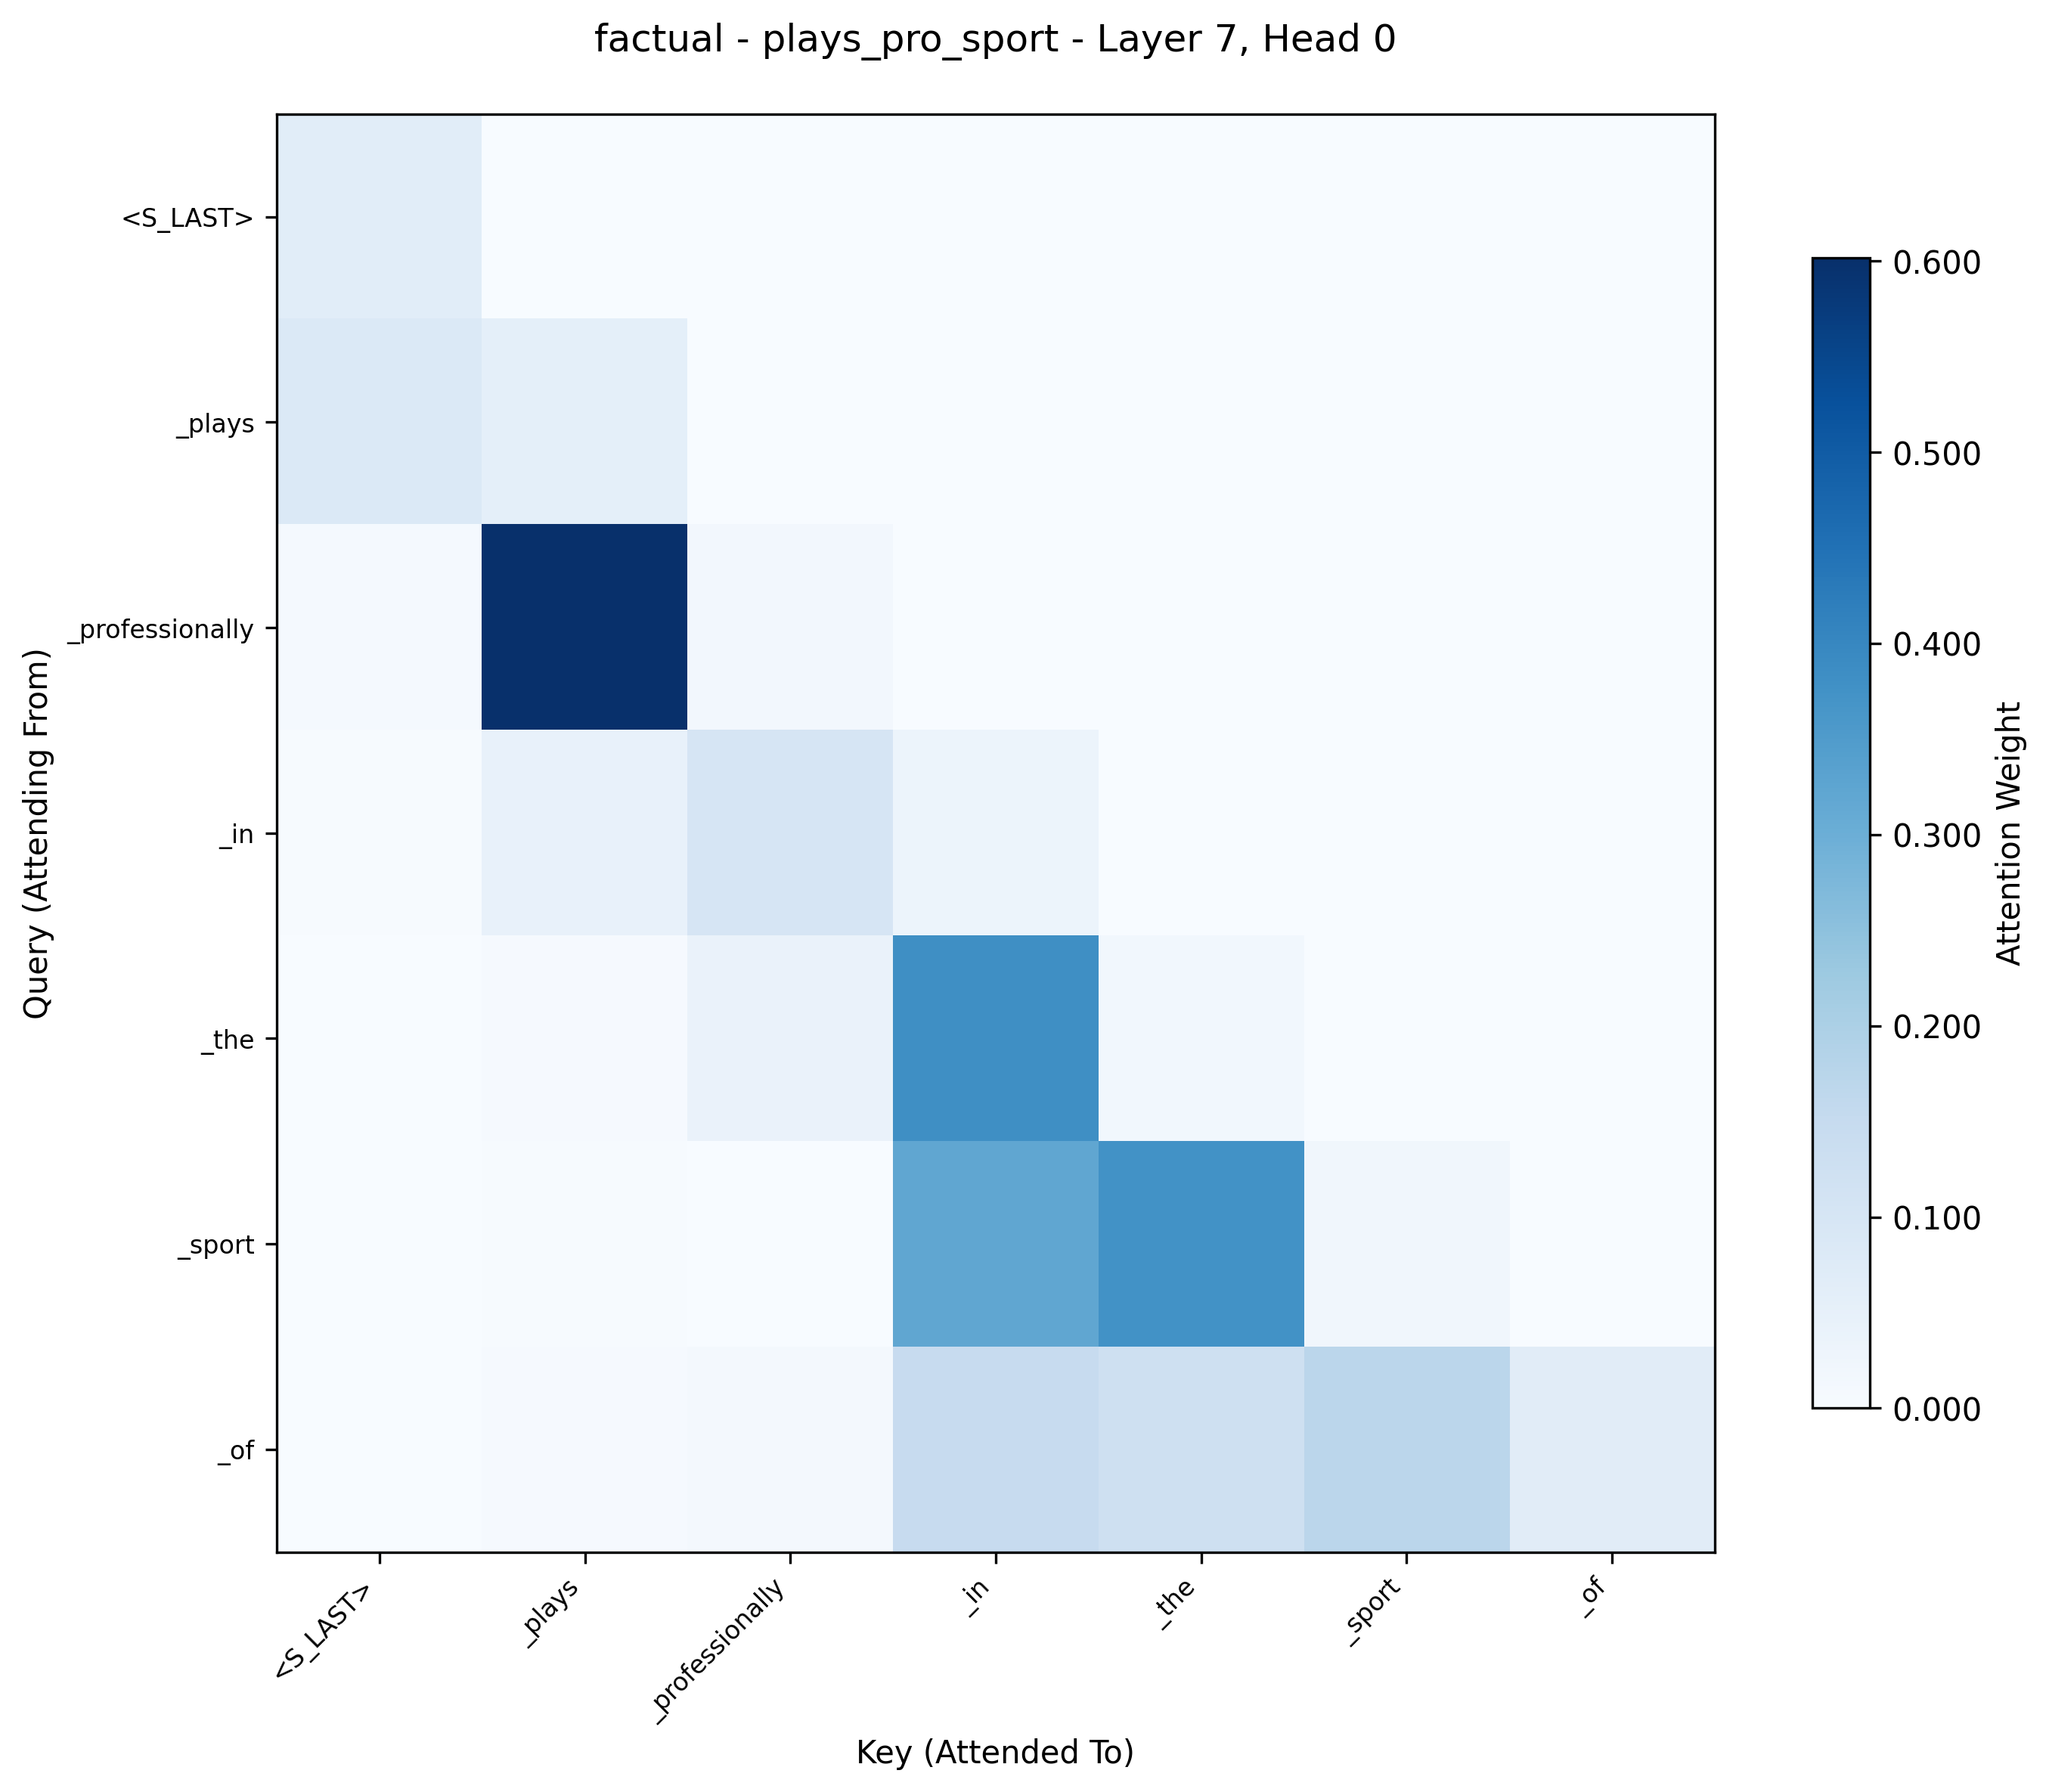 factual - plays_pro_sport - Layer 7, Head 0
<S_LAST>
_plays
_professionally
_in
_the
_sport
_of
Query (Attending From)
<S_LAST>
_plays
_professionally
_in
_the
_sport
_of
Key (Attended To)
0.600
0.500
0.400
0.300
0.200
0.100
0.000
Attention Weight